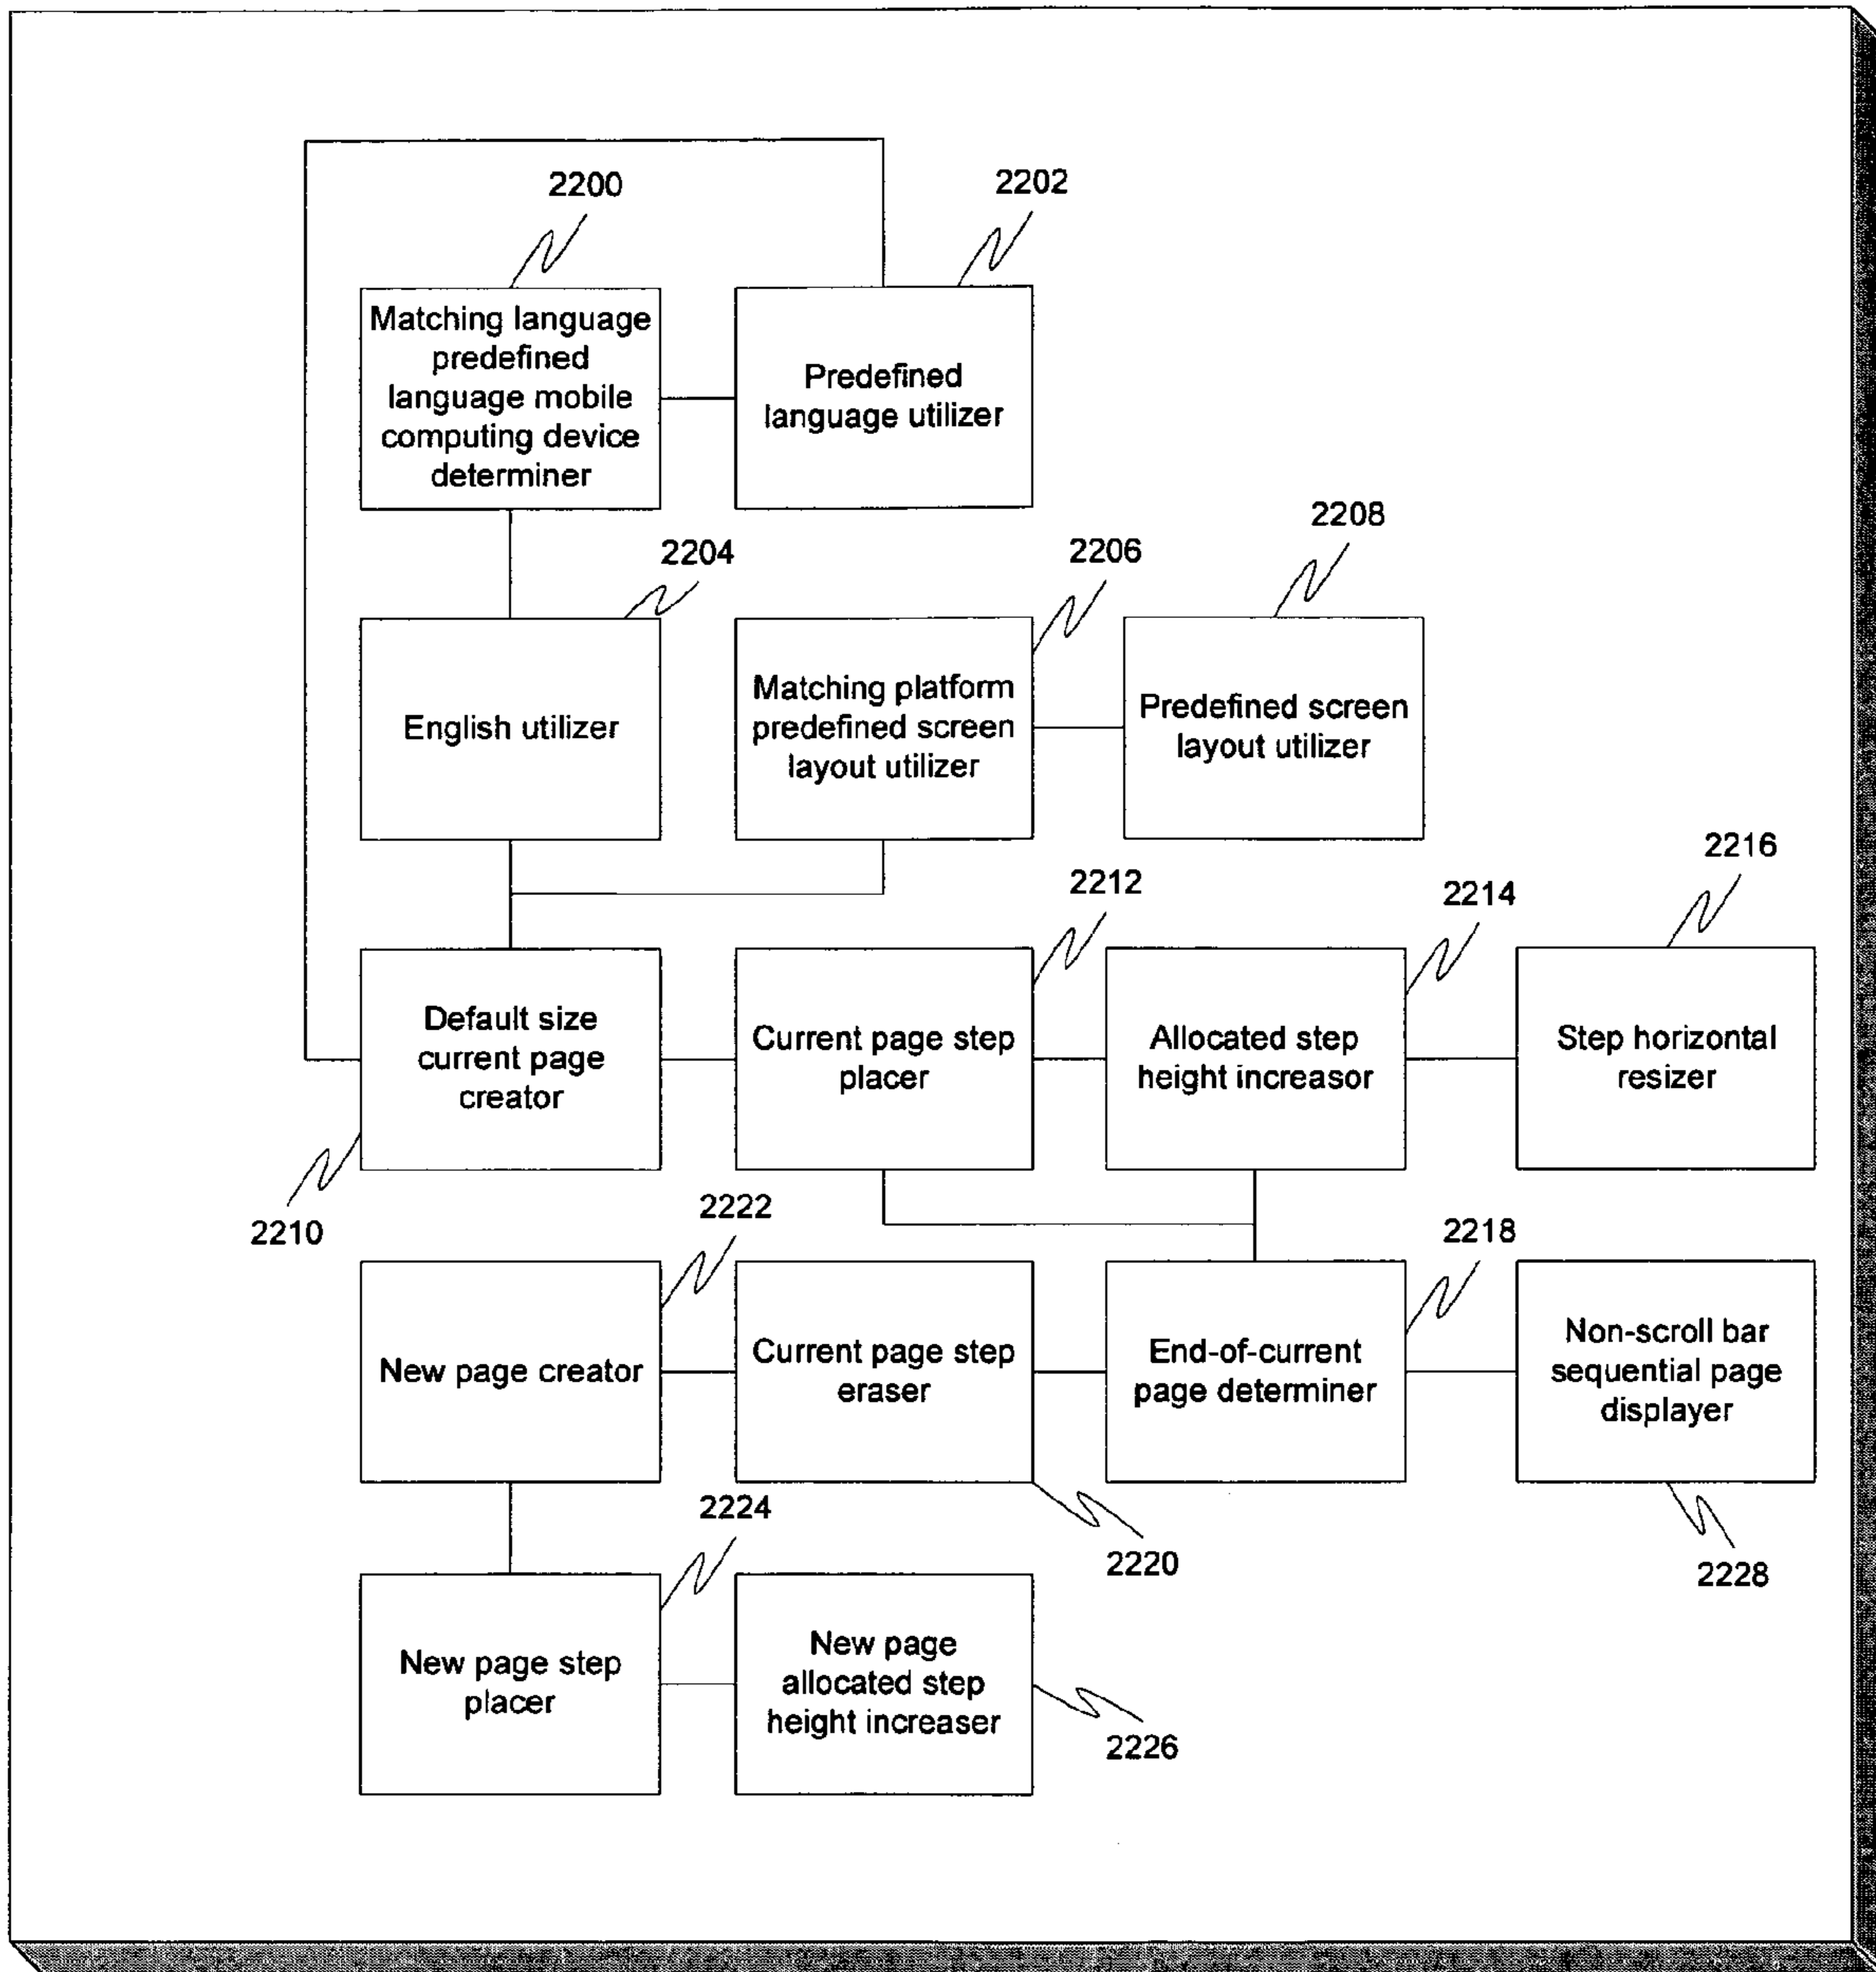 2200
2202
Matching language
predefined
language mobile
computing device
determiner
Predefined
language utilizer
2204
2206
2208
English utilizer
Matching platform
predefined screen
layout utilizer
Predefined screen
layout utilizer
2212
2214
2216
Default size
current page
creator
Current page step
placer
Allocated step
height increasor
Step horizontal
resizer
2210
2222
2218
New page creator
Current page step
eraser
End-of-current
page determiner
Non-scroll bar
sequential page
displayer
2224
2220
2228
New page step
placer
New page
allocated step
height increaser
2226